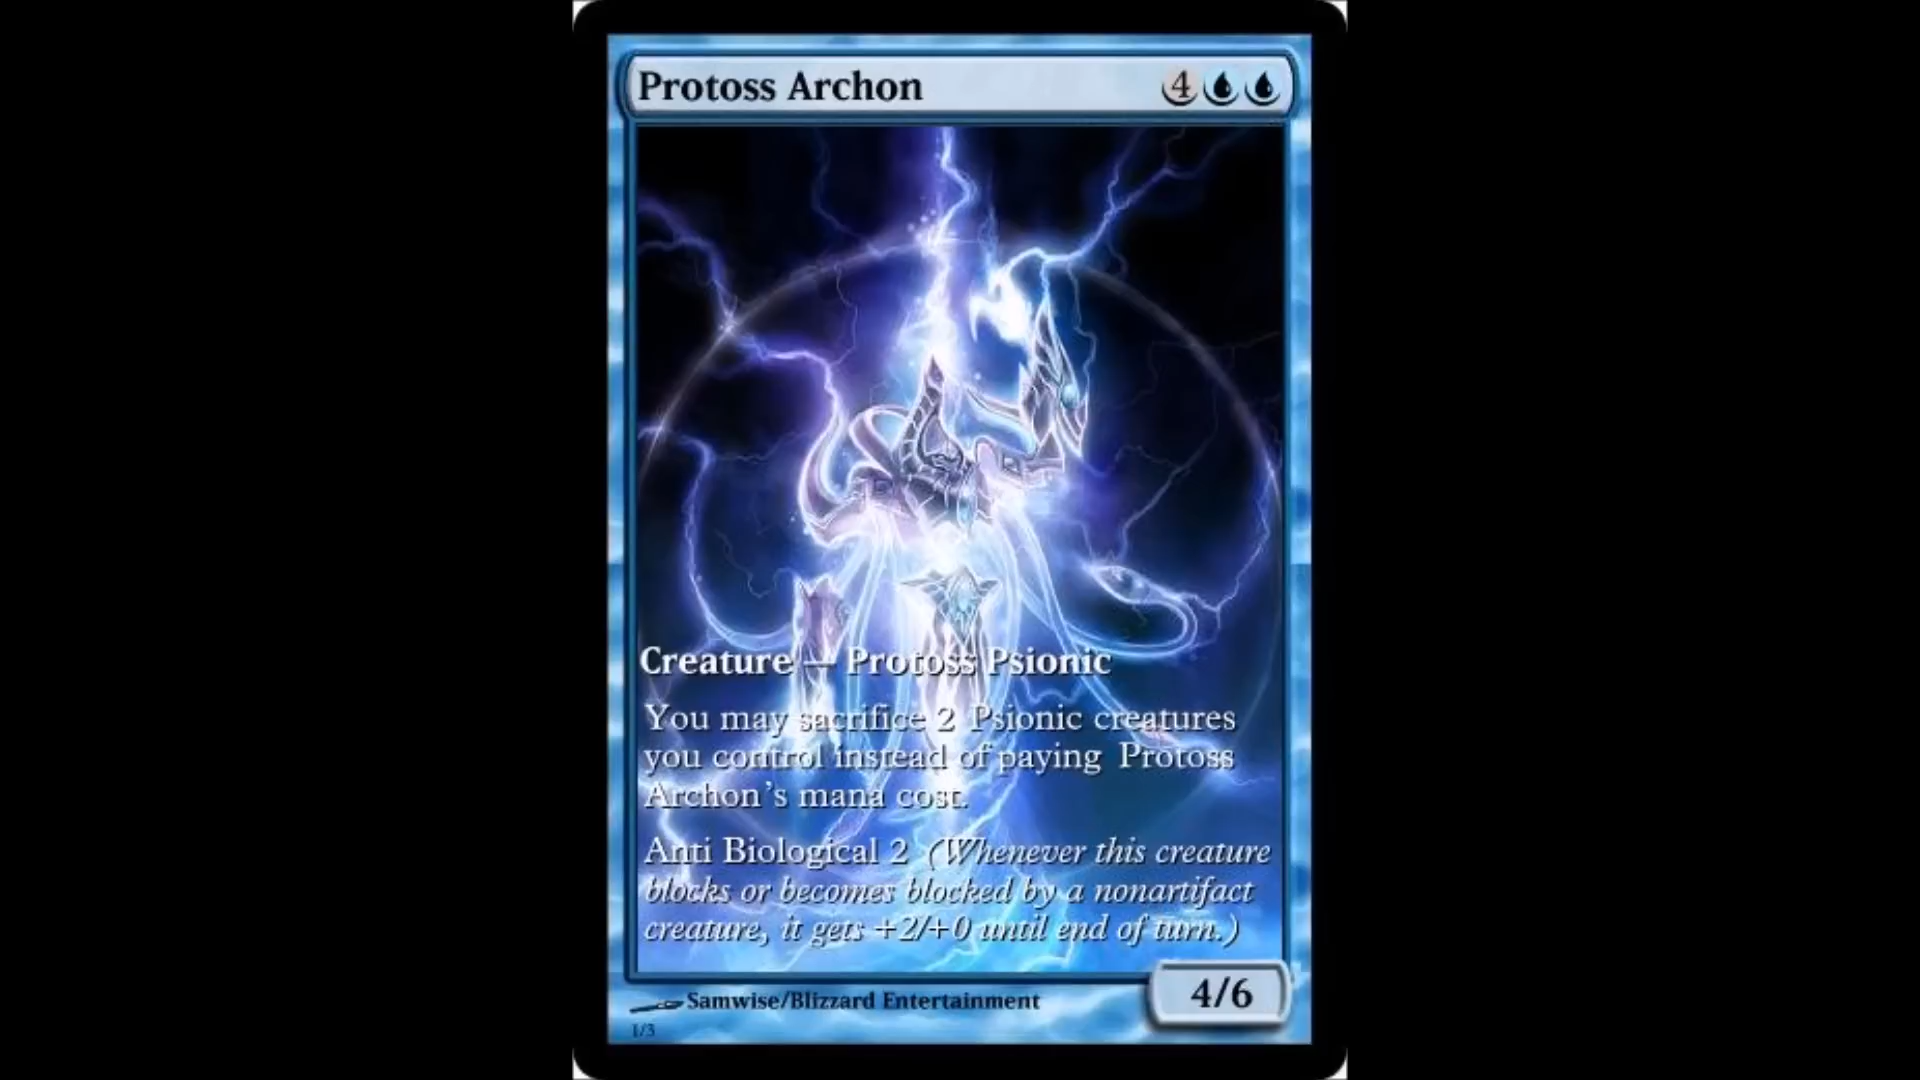 Protoss Archon 4
Creature — Protoss Psionic
You may sacrifice 2 Psionic creatures
you control instead of paying Protoss
Archon's mana cost.
Anti Biological 2 (Whenever this creature
blocks or becomes blocked by a nonartifact
creature, it gets +2/+0 until end of turn.)
4/6
Samwise/Blizzard Entertainment
1/3